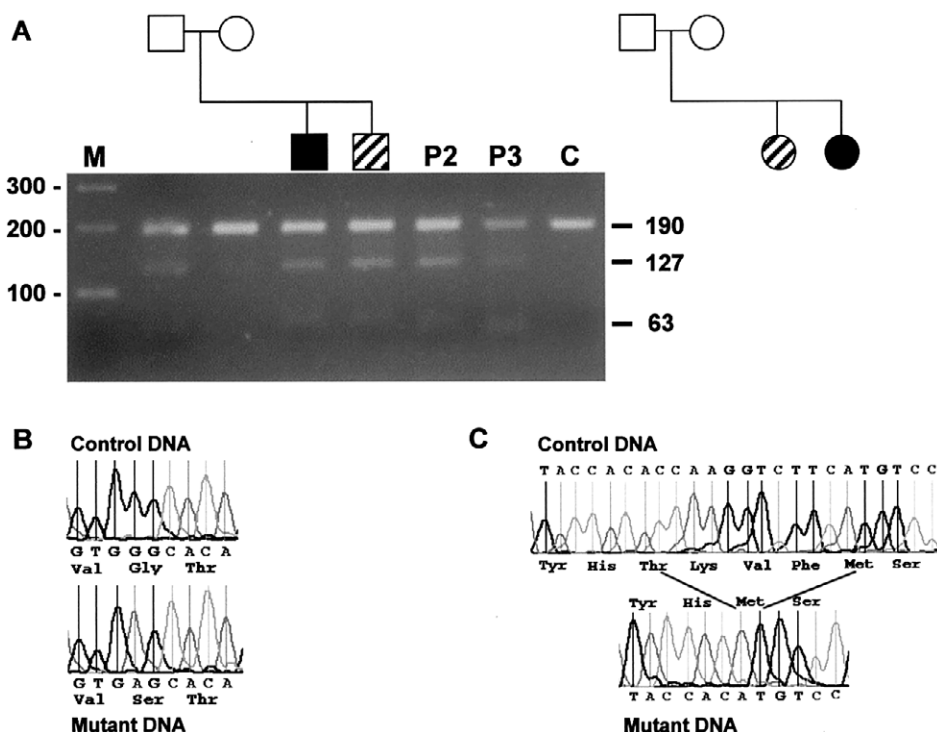 A
M P2 P3 C
300 -
200 -
100 -
190
127
63
B
Control DNA
G T G G G C A C A
Val Gly Thr
Val Ser Thr
G T G A G C A C A
Mutant DNA
C
Control DNA
T A C C A C A C C A A G G T C T T C A T G T C C
Tyr His Thr Lys Val Phe Met Ser
Tyr His Met Ser
T A C C A C A T G T C C
Mutant DNA